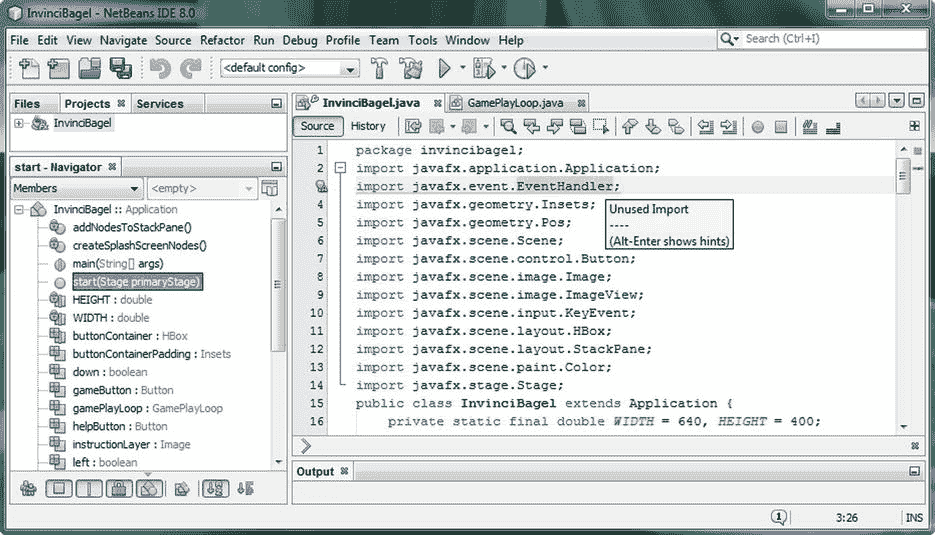 InvinciBagel - NetBeans IDE 8.0
File Edit View Navigate Source Refactor Run Debug Profile Team Tools Window Help
Search (Ctrl+I)
<default config>
Files Projects Services
InvinciBagel
start - Navigator
Members <empty>
InvinciBagel :: Application
addNodesToStackPane()
createSplashScreenNodes()
main(String[] args)
start(Stage primaryStage)
HEIGHT : double
WIDTH : double
buttonContainer : HBox
buttonContainerPadding : Insets
down : boolean
gameButton : Button
gamePlayLoop : GamePlayLoop
helpButton : Button
instructionLayer : Image
left : boolean
InvinciBagel.java GamePlayLoop.java
Source History
1 package invincibagel;
2 import javafx.application.Application;
import javafx.event.EventHandler;
4 import javafx.geometry.Insets;
5 import javafx.geometry.Pos;
6 import javafx.scene.Scene;
7 import javafx.scene.control.Button;
8 import javafx.scene.image.Image;
9 import javafx.scene.image.ImageView;
10 import javafx.scene.input.KeyEvent;
11 import javafx.scene.layout.HBox;
12 import javafx.scene.layout.StackPane;
13 import javafx.scene.paint.Color;
14 import javafx.stage.Stage;
15 public class InvinciBagel extends Application {
16 private static final double WIDTH = 640, HEIGHT = 400;
Unused Import
----
(Alt-Enter shows hints)
Output
1
3:26 INS